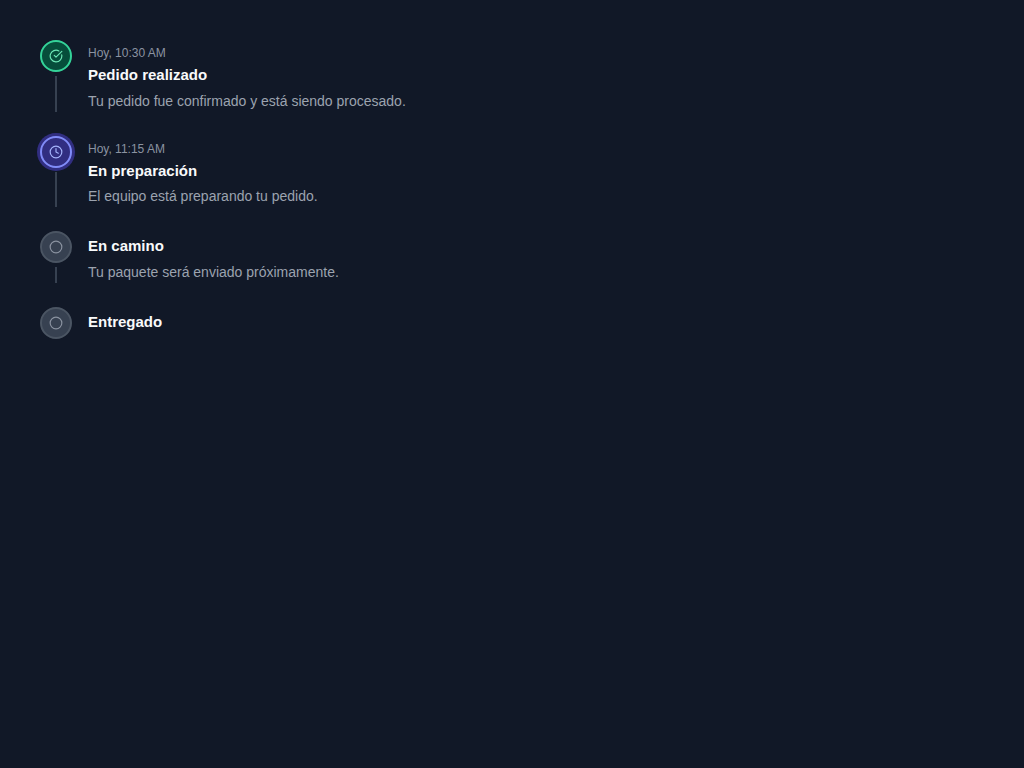 Hoy, 10:30 AM
Pedido realizado
Tu pedido fue confirmado y está siendo procesado.
Hoy, 11:15 AM
En preparación
El equipo está preparando tu pedido.
En camino
Tu paquete será enviado próximamente.
Entregado